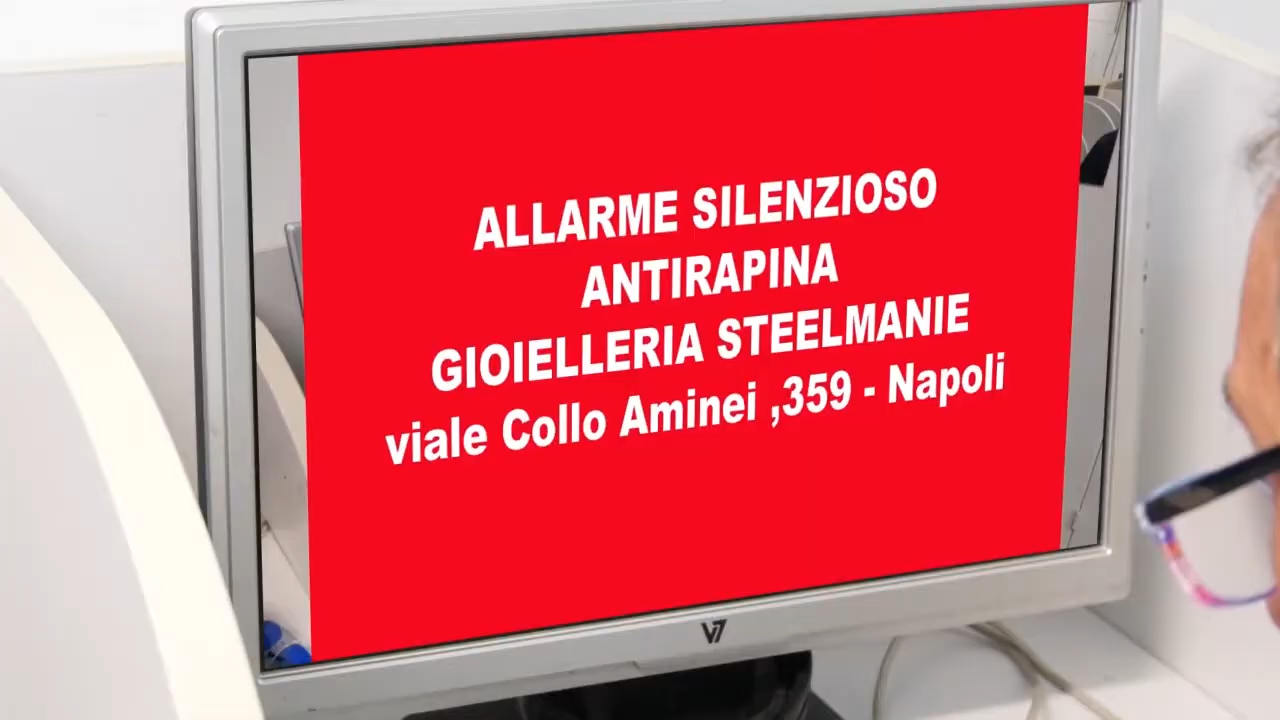 ALLARME SILENZIOSO
ANTIRAPINA
GIOIELLERIA STEELMANIE
viale Collo Aminei ,359 - Napoli
V7